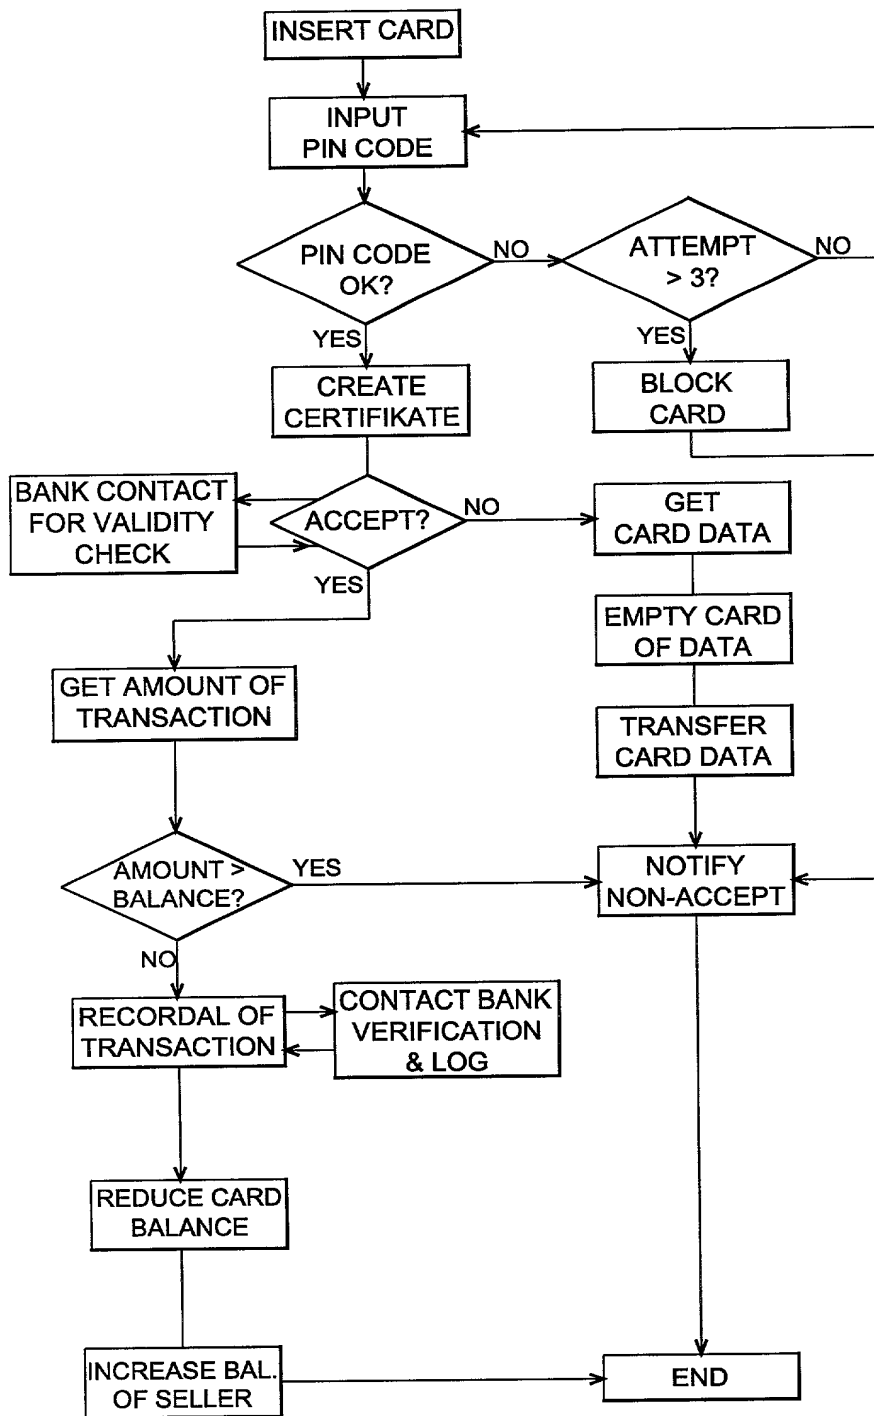 INSERT CARD
INPUT
PIN CODE
PIN CODE
OK?
NO
ATTEMPT
> 3?
NO
YES
YES
CREATE
CERTIFIKATE
BLOCK
CARD
BANK CONTACT
FOR VALIDITY
CHECK
ACCEPT?
NO
GET
CARD DATA
YES
EMPTY CARD
OF DATA
GET AMOUNT OF
TRANSACTION
TRANSFER
CARD DATA
AMOUNT >
BALANCE?
YES
NOTIFY
NON-ACCEPT
NO
RECORDAL OF
TRANSACTION
CONTACT BANK
VERIFICATION
& LOG
REDUCE CARD
BALANCE
INCREASE BAL.
OF SELLER
END